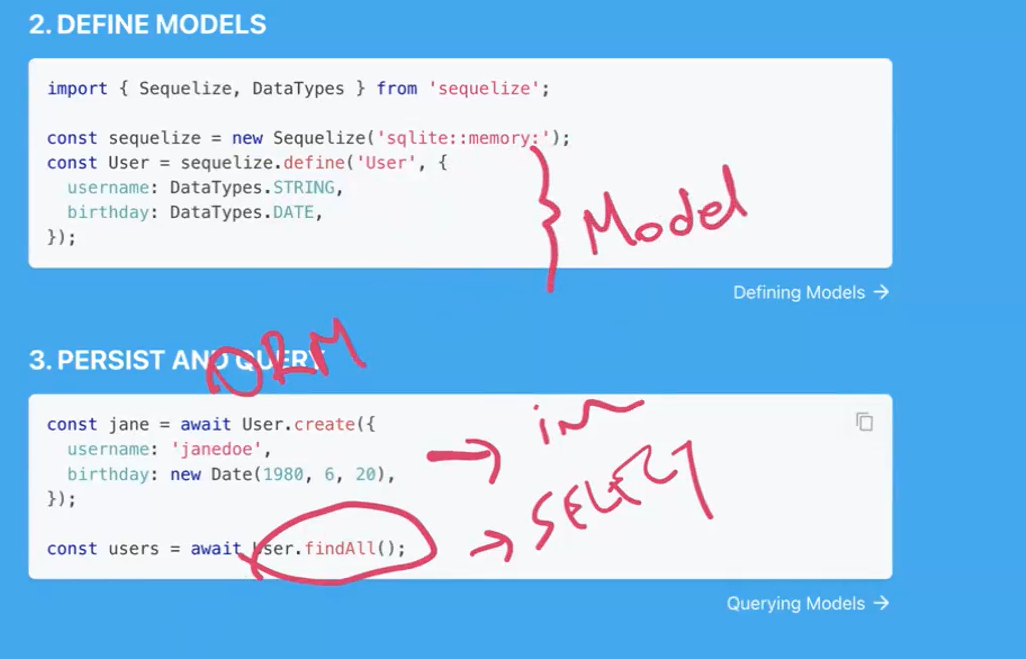 2. DEFINE MODELS
import { Sequelize, DataTypes } from 'sequelize';
const sequelize = new Sequelize('sqlite::memory:');
const User = sequelize.define('User', {
  username: DataTypes.STRING,
  birthday: DataTypes.DATE,
});
Model
Defining Models →
ORM
3. PERSIST AND QUERY
const jane = await User.create({
  username: 'janedoe',
  birthday: new Date(1980, 6, 20),
});
SELECT
const users = await User.findAll();
Querying Models →